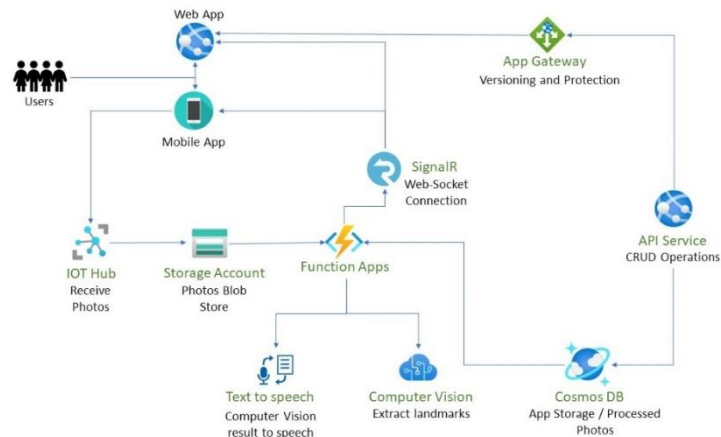 Web App
App Gateway
Versioning and Protection
Users
Mobile App
SignalR
Web-Socket
Connection
API Service
CRUD Operations
IOT Hub
Receive
Photos
Storage Account
Photos Blob
Store
Function Apps
Text to speech
Computer Vision
result to speech
Computer Vision
Extract landmarks
Cosmos DB
App Storage / Processed
Photos